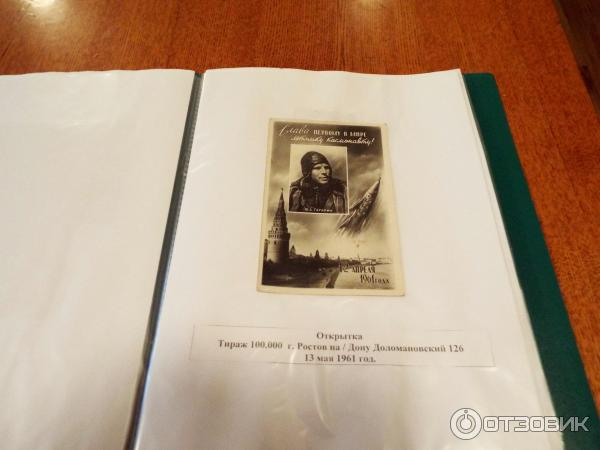 Слава ПЕРВОМУ В МИРЕ
летчику космонавту!
Ю.А. ГАГАРИН
12 АПРЕЛЯ
1961 ГОДА
Открытка
Тираж 100,000 г. Ростов на / Дону Доломановский 126
13 мая 1961 год.
ОТЗОВИК